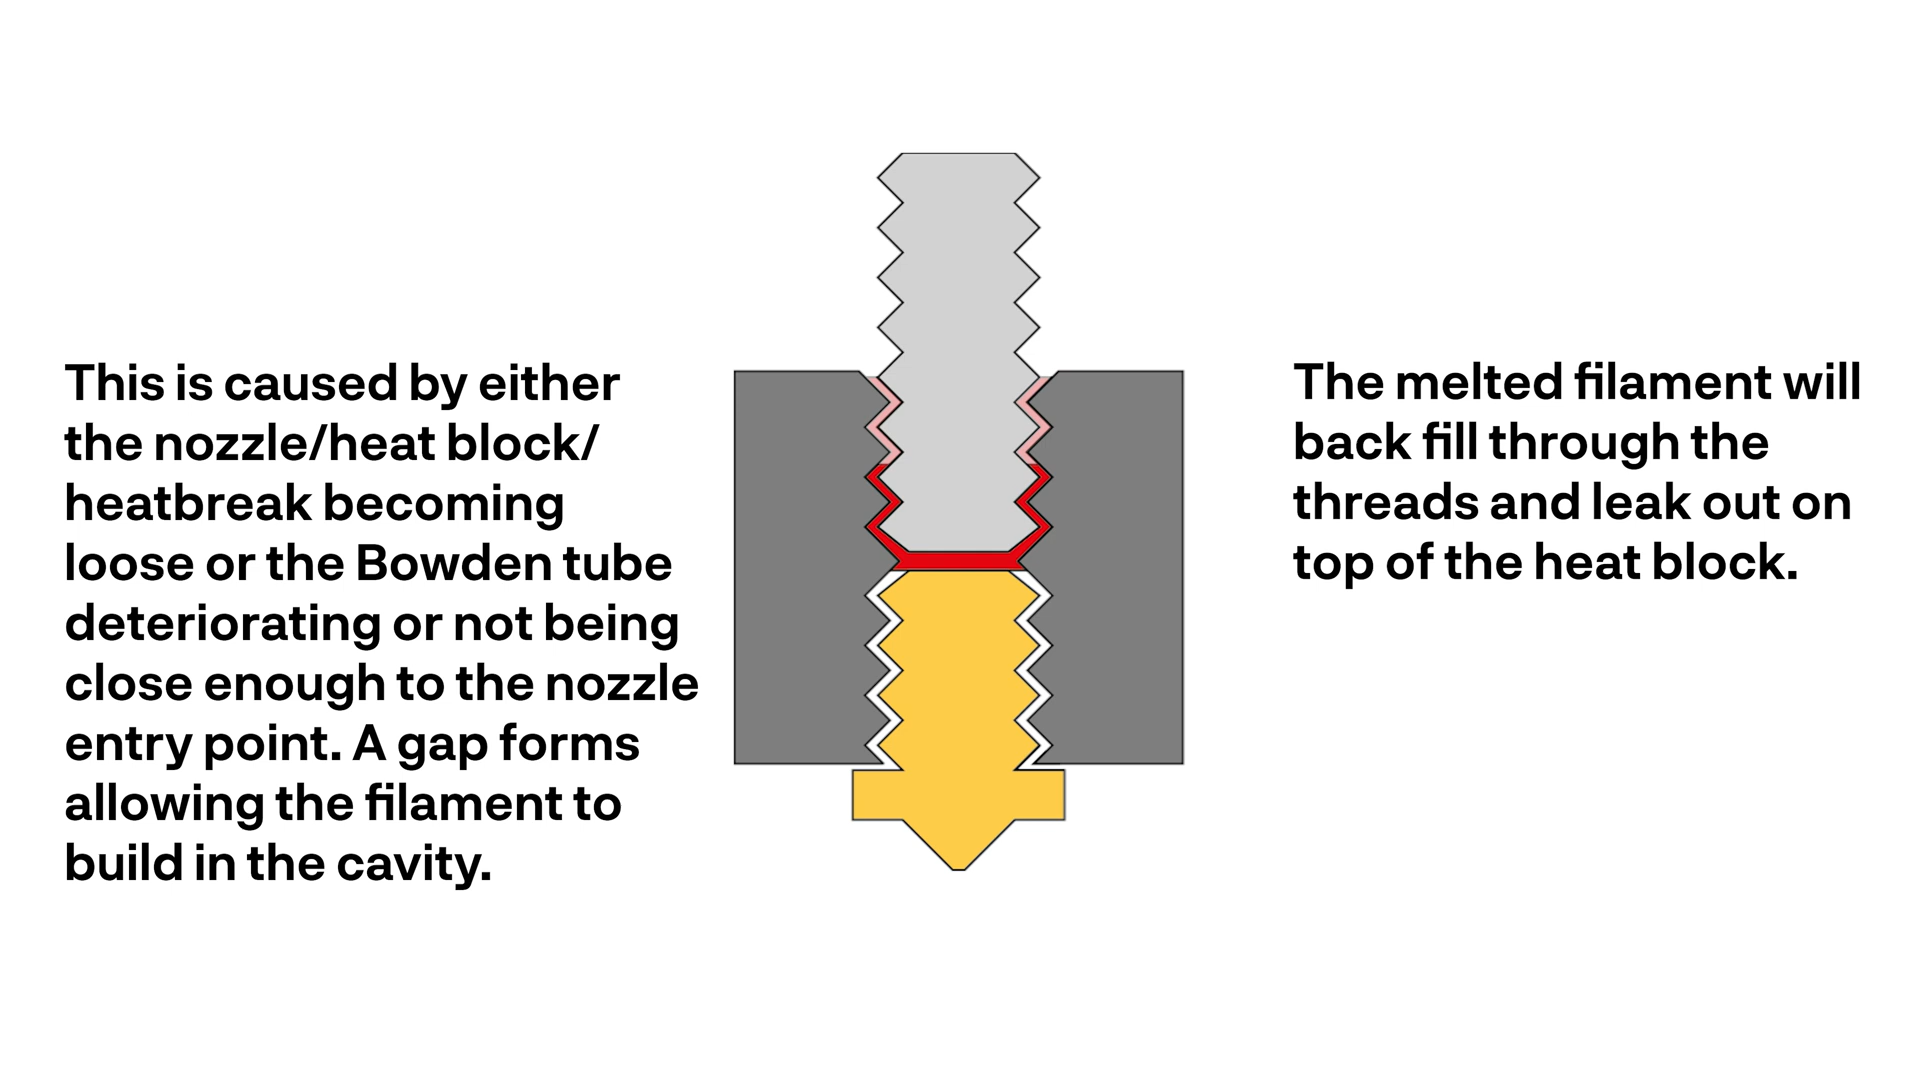 This is caused by either
the nozzle/heat block/
heatbreak becoming
loose or the Bowden tube
deteriorating or not being
close enough to the nozzle
entry point. A gap forms
allowing the filament to
build in the cavity.
The melted filament will
back fill through the
threads and leak out on
top of the heat block.